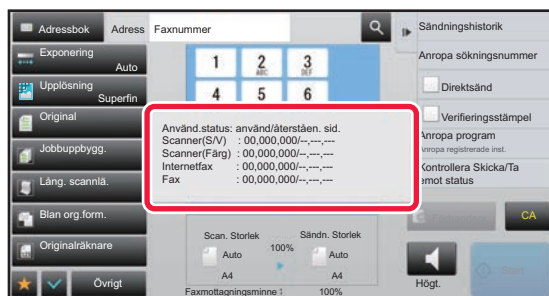 Adressbok
Adress
Faxnummer
Sändningshistorik
Exponering
Auto
Anropa sökningsnummer
Upplösning
Superfin
Direktsänd
Original
Verifieringsstämpel
Jobbuppbygg.
Anropa program
Anropa registrerade inst.
Lång. scannlä.
Kontrollera Skicka/Ta
emot status
Blan org.form.
Originalräknare
Övrigt
1
2
ABC
3
DEF
4
5
6
Använd.status: använd/återståen. sid.
Scanner(S/V) : 00,000,000/--,---,---
Scanner(Färg) : 00,000,000/--,---,---
Internetfax : 00,000,000/--,---,---
Fax : 00,000,000/--,---,---
Scan. Storlek
Sändn. Storlek
100%
Auto
Auto
A4
A4
Faxmottagningsminne :
100%
CA
Högt.
Start